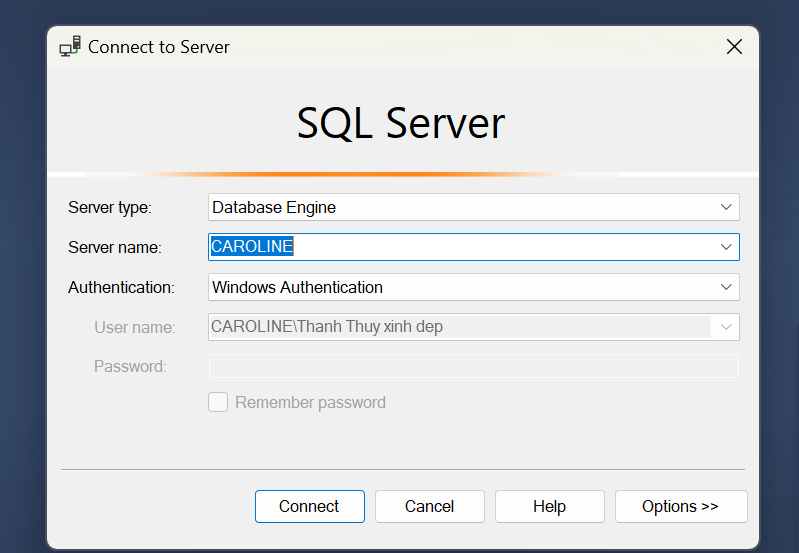 Connect to Server
SQL Server
Server type: Database Engine
Server name: CAROLINE
Authentication: Windows Authentication
User name: CAROLINE\Thanh Thuy xinh dep
Password:
Remember password
Connect Cancel Help Options >>